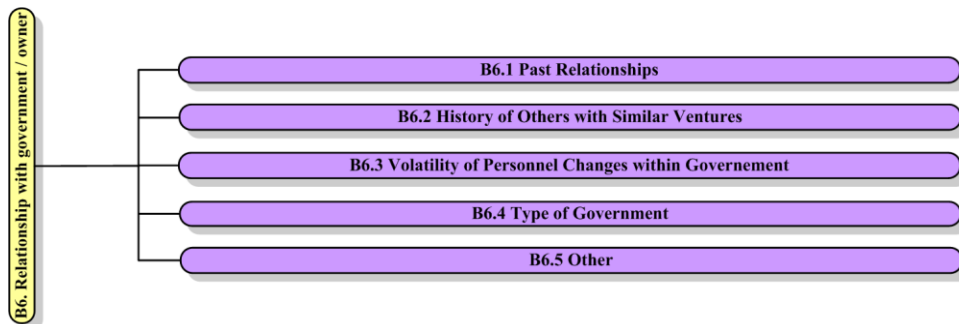 B6. Relationship with government / owner
B6.1 Past Relationships
B6.2 History of Others with Similar Ventures
B6.3 Volatility of Personnel Changes within Governement
B6.4 Type of Government
B6.5 Other